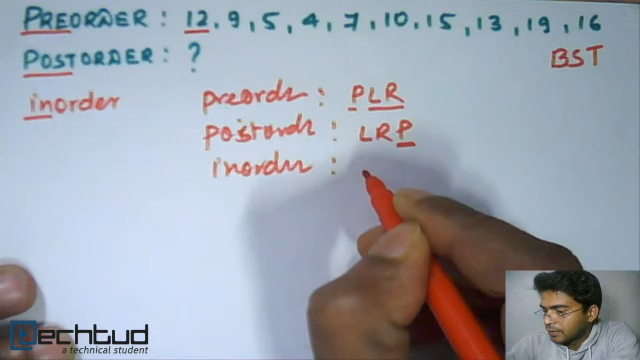 PREORDER : 12, 9, 5, 4, 7, 10, 15, 13, 19, 16
POSTORDER : ?
BST
inorder
preorder : PLR
postorder : LRP
inorder :
techtud
a technical student